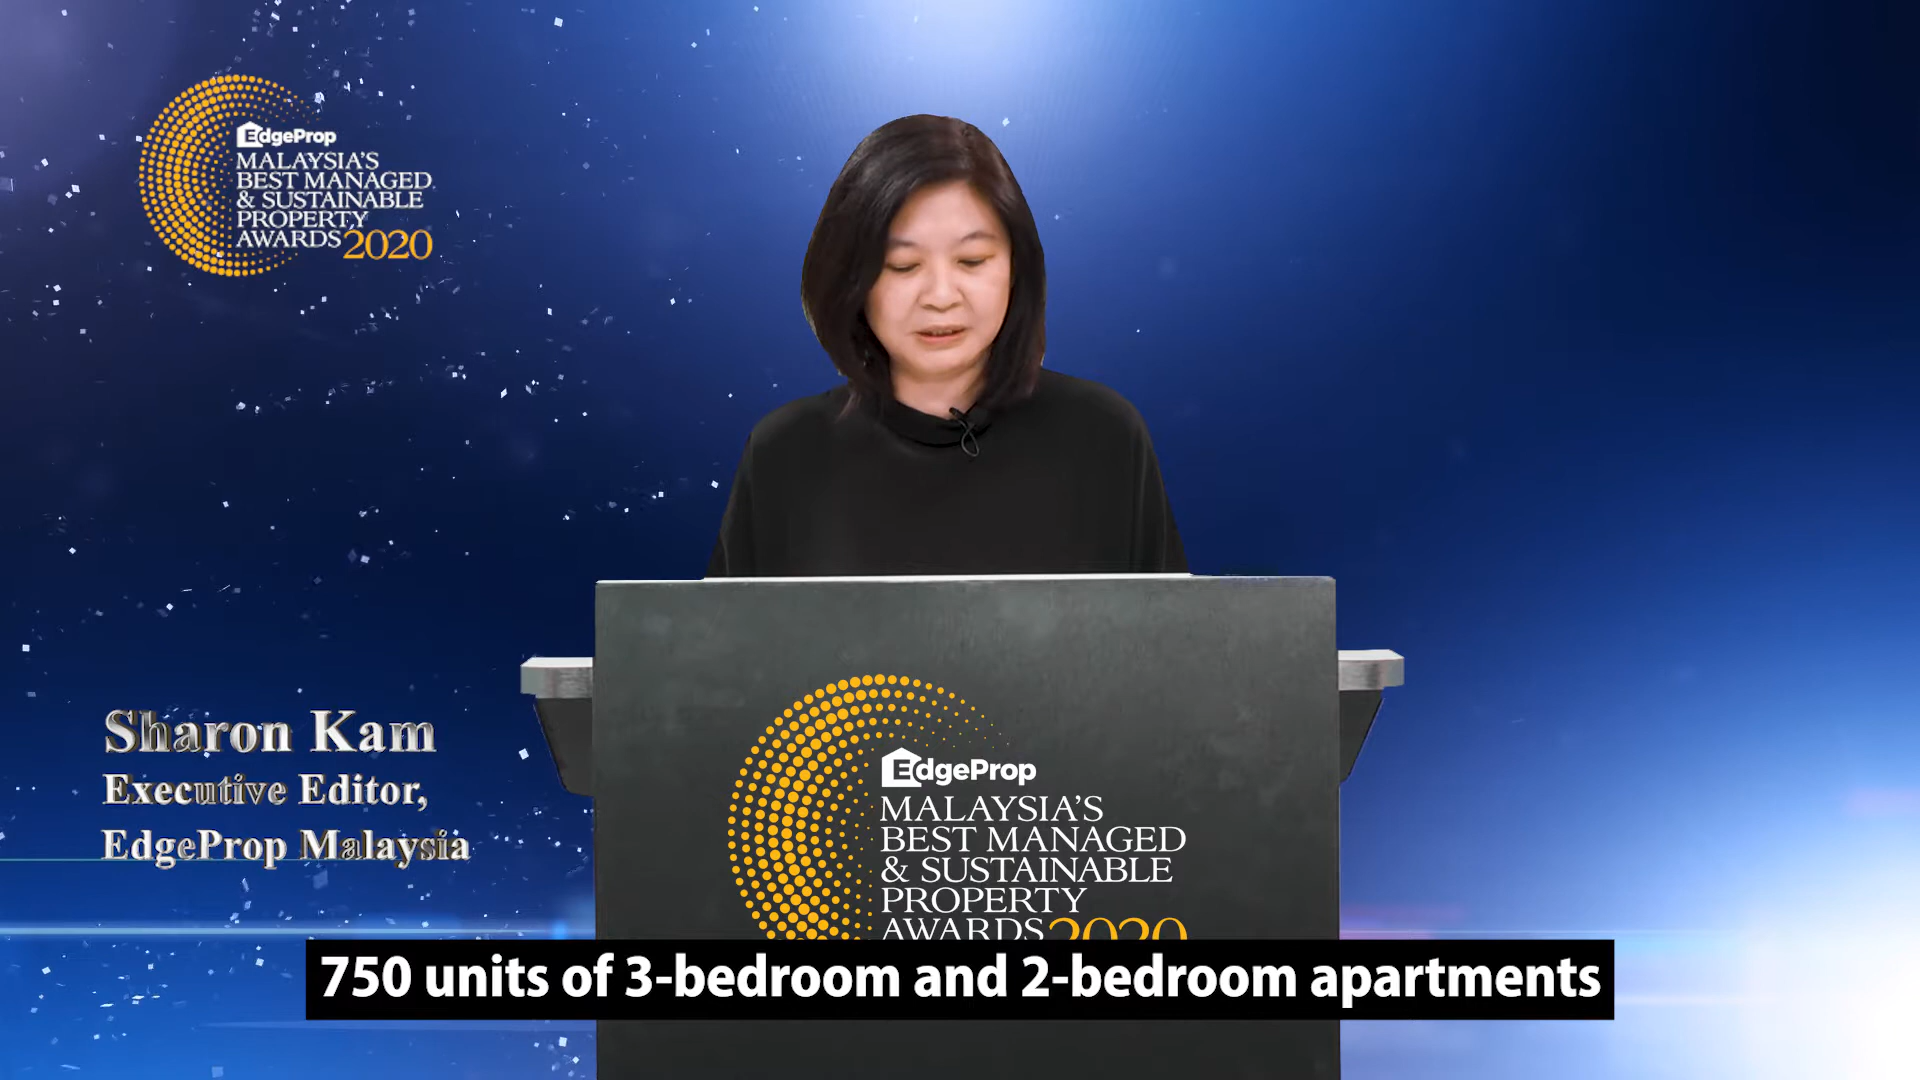 EdgeProp
MALAYSIA'S
BEST MANAGED
& SUSTAINABLE
PROPERTY
AWARDS 2020
Sharon Kam
Executive Editor,
EdgeProp Malaysia
EdgeProp
MALAYSIA'S
BEST MANAGED
& SUSTAINABLE
PROPERTY
AWARDS 2020
750 units of 3-bedroom and 2-bedroom apartments